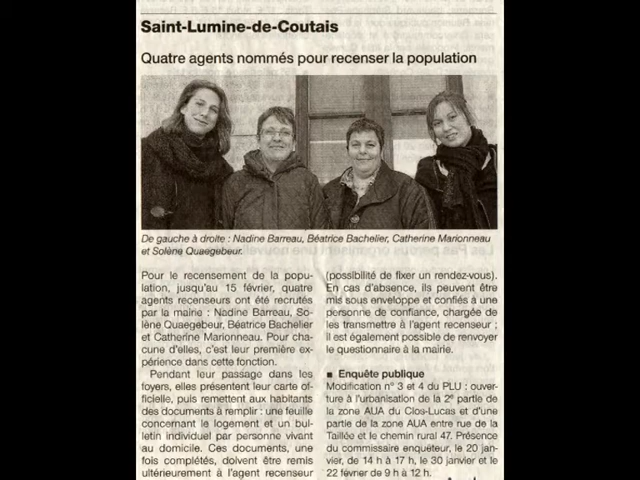 Saint-Lumine-de-Coutais
Quatre agents nommés pour recenser la population
De gauche à droite : Nadine Barreau, Béatrice Bachelier, Catherine Marionneau
et Solène Quaegebeur.
Pour le recensement de la popu-
lation, jusqu'au 15 février, quatre
agents recenseurs ont été recrutés
par la mairie : Nadine Barreau, So-
lène Quaegebeur, Béatrice Bachelier
et Catherine Marionneau. Pour cha-
cune d'elles, c'est leur première ex-
périence dans cette fonction.
Pendant leur passage dans les
foyers, elles présentent leur carte of-
ficielle, puis remettent aux habitants
des documents à remplir : une feuille
concernant le logement et un bul-
letin individuel par personne vivant
au domicile. Ces documents, une
fois complétés, doivent être remis
ultérieurement à l'agent recenseur
(possibilité de fixer un rendez-vous).
En cas d'absence, ils peuvent être
mis sous enveloppe et confiés à une
personne de confiance, chargée de
les transmettre à l'agent recenseur ;
il est également possible de renvoyer
le questionnaire à la mairie.
■ Enquête publique
Modification n° 3 et 4 du PLU : ouver-
ture à l'urbanisation de la 2e partie de
la zone AUA du Clos-Lucas et d'une
partie de la zone AUA entre rue de la
Taillée et le chemin rural 47. Présence
du commissaire enquêteur, le 20 jan-
vier, de 14 h à 17 h, le 30 janvier et le
22 février de 9 h à 12 h.